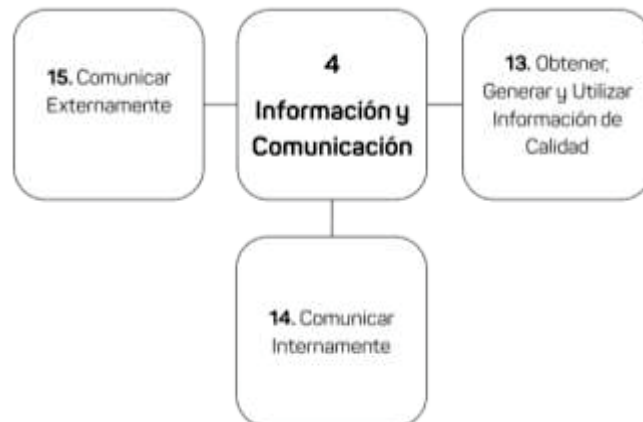 15. Comunicar
Externamente
4
Información y
Comunicación
13. Obtener,
Generar y Utilizar
Información de
Calidad
14. Comunicar
Internamente